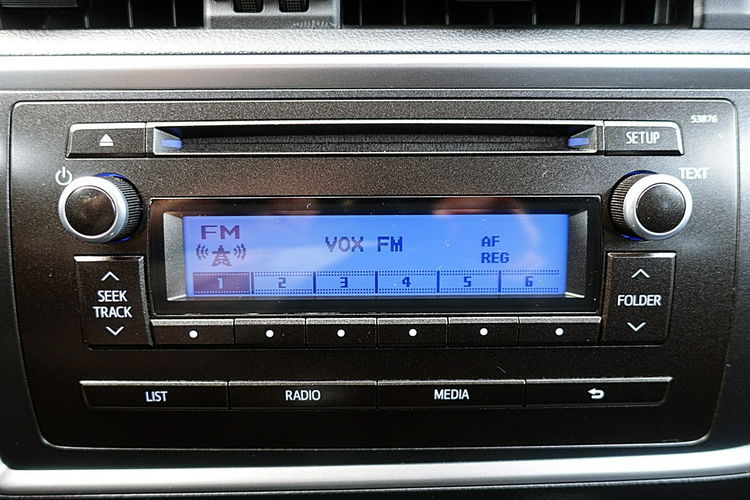 53876
SETUP
TEXT
FM
VOX FM
AF
REG
1 2 3 4 5 6
SEEK
TRACK
FOLDER
LIST RADIO MEDIA